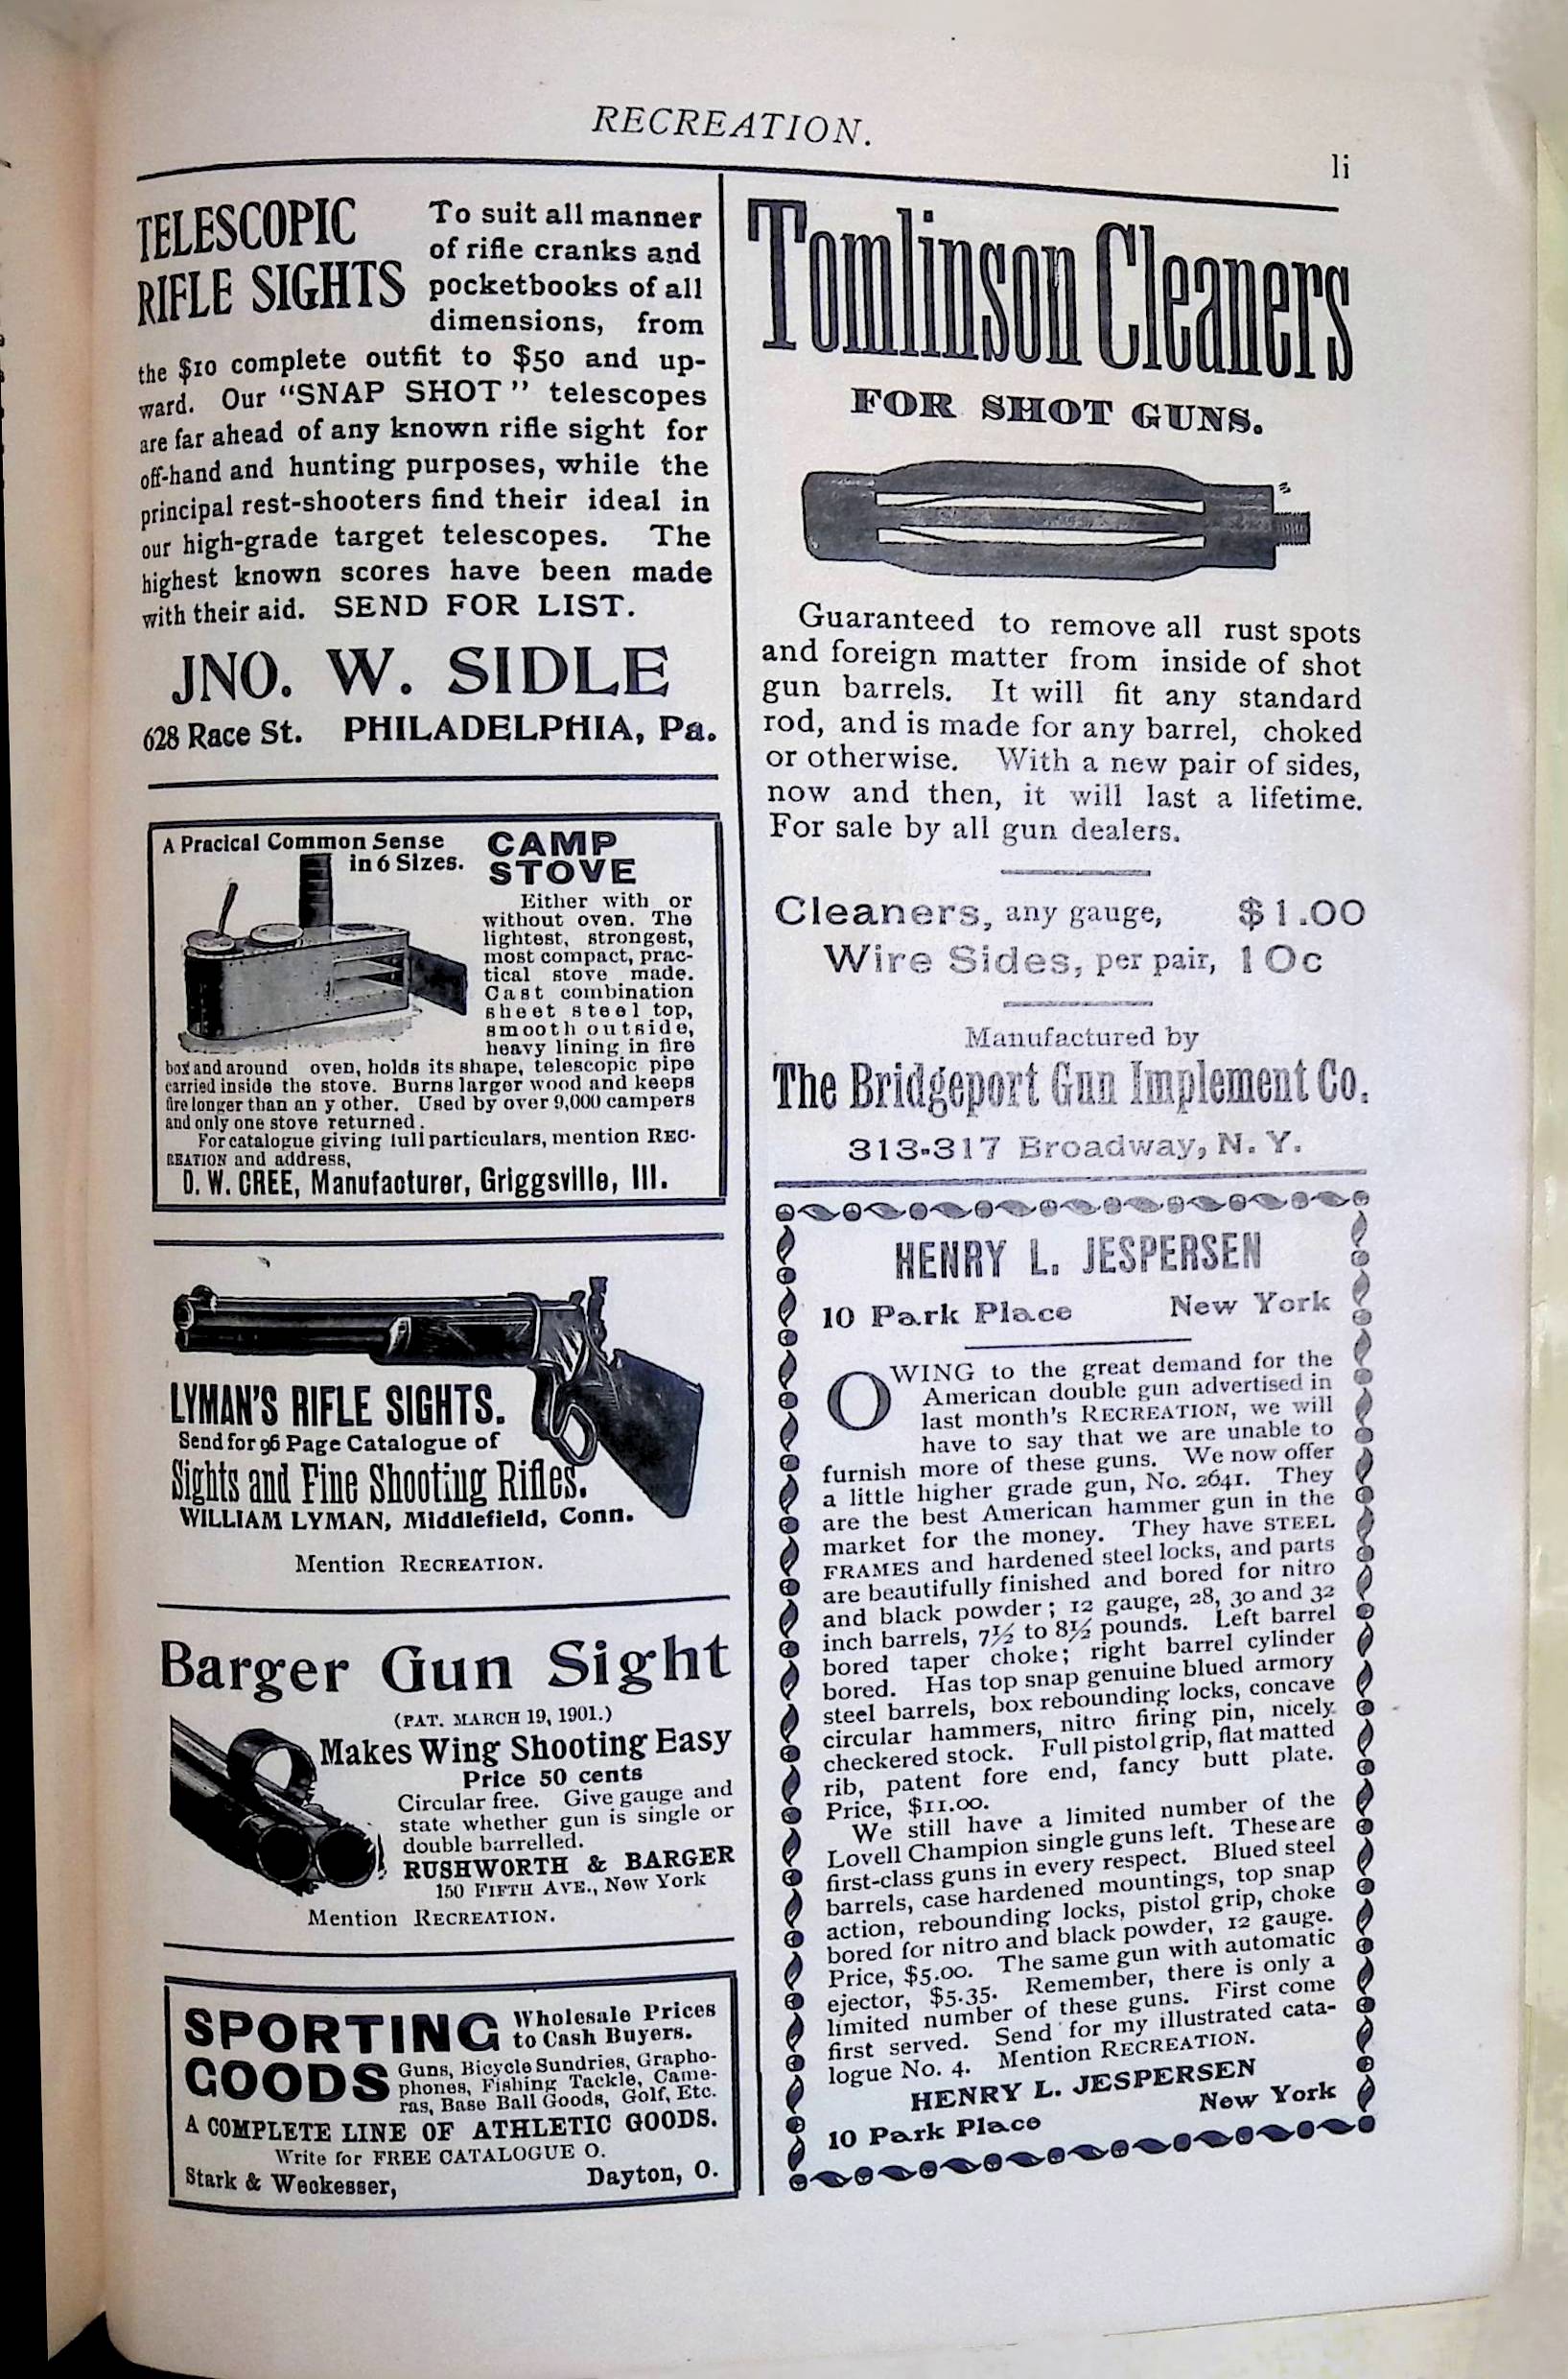 RECREATION.
li
TELESCOPIC
RIFLE SIGHTS
To suit all manner
of rifle cranks and
pocketbooks of all
dimensions, from
the $10 complete outfit to $50 and up-
ward. Our "SNAP SHOT" telescopes
are far ahead of any known rifle sight for
off-hand and hunting purposes, while the
principal rest-shooters find their ideal in
our high-grade target telescopes. The
highest known scores have been made
with their aid. SEND FOR LIST.
JNO. W. SIDLE
628 Race St. PHILADELPHIA, Pa.
A Pracical Common Sense
in 6 Sizes.
CAMP
STOVE
Either with or
without oven. The
lightest, strongest,
most compact, prac-
tical stove made.
Cast combination
sheet steel top,
smooth outside,
heavy lining in fire
box and around oven, holds its shape, telescopic pipe
carried inside the stove. Burns larger wood and keeps
fire longer than an y other. Used by over 9,000 campers
and only one stove returned.
For catalogue giving full particulars, mention REC-
REATION and address,
D. W. CREE, Manufacturer, Griggsville, Ill.
LYMAN'S RIFLE SIGHTS.
Send for 96 Page Catalogue of
Sights and Fine Shooting Rifles.
WILLIAM LYMAN, Middlefield, Conn.
Mention RECREATION.
Barger Gun Sight
(PAT. MARCH 19, 1901.)
Makes Wing Shooting Easy
Price 50 cents
Circular free. Give gauge and
state whether gun is single or
double barrelled.
RUSHWORTH & BARGER
150 FIFTH AVE., New York
Mention RECREATION.
SPORTING
GOODS
Wholesale Prices
to Cash Buyers.
Guns, Bicycle Sundries, Grapho-
phones, Fishing Tackle, Came-
ras, Base Ball Goods, Golf, Etc.
A COMPLETE LINE OF ATHLETIC GOODS.
Write for FREE CATALOGUE O.
Stark & Weckesser, Dayton, O.
Tomlinson Cleaners
FOR SHOT GUNS.
Guaranteed to remove all rust spots
and foreign matter from inside of shot
gun barrels. It will fit any standard
rod, and is made for any barrel, choked
or otherwise. With a new pair of sides,
now and then, it will last a lifetime.
For sale by all gun dealers.
Cleaners, any gauge, $1.00
Wire Sides, per pair, 10c
Manufactured by
The Bridgeport Gun Implement Co.
313-317 Broadway, N. Y.
HENRY L. JESPERSEN
10 Park Place New York
OWING to the great demand for the
American double gun advertised in
last month's RECREATION, we will
have to say that we are unable to
furnish more of these guns. We now offer
a little higher grade gun, No. 2641. They
are the best American hammer gun in the
market for the money. They have STEEL
FRAMES and hardened steel locks, and parts
are beautifully finished and bored for nitro
and black powder; 12 gauge, 28, 30 and 32
inch barrels, 7½ to 8½ pounds. Left barrel
bored taper choke; right barrel cylinder
bored. Has top snap genuine blued armory
steel barrels, box rebounding locks, concave
circular hammers, nitro firing pin, nicely
checkered stock. Full pistol grip, flat matted
rib, patent fore end, fancy butt plate.
Price, $11.00.
We still have a limited number of the
Lovell Champion single guns left. These are
first-class guns in every respect. Blued steel
barrels, case hardened mountings, top snap
action, rebounding locks, pistol grip, choke
bored for nitro and black powder, 12 gauge.
Price, $5.00. The same gun with automatic
ejector, $5.35. Remember, there is only a
limited number of these guns. First come
first served. Send for my illustrated cata-
logue No. 4. Mention RECREATION.
HENRY L. JESPERSEN
10 Park Place New York